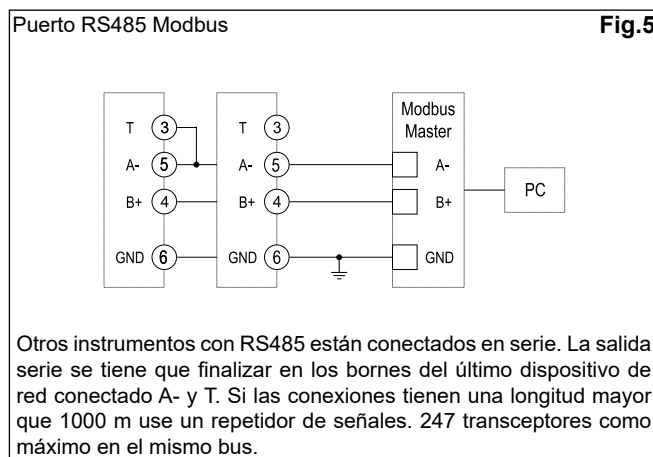 Puerto RS485 Modbus
Fig.5
Modbus
Master
T 3 T 3
A- 5 A- 5 A-
B+ 4 B+ 4 B+
PC
GND 6 GND 6 GND
Otros instrumentos con RS485 están conectados en serie. La salida
serie se tiene que finalizar en los bornes del último dispositivo de
red conectado A- y T. Si las conexiones tienen una longitud mayor
que 1000 m use un repetidor de señales. 247 transceptores como
máximo en el mismo bus.